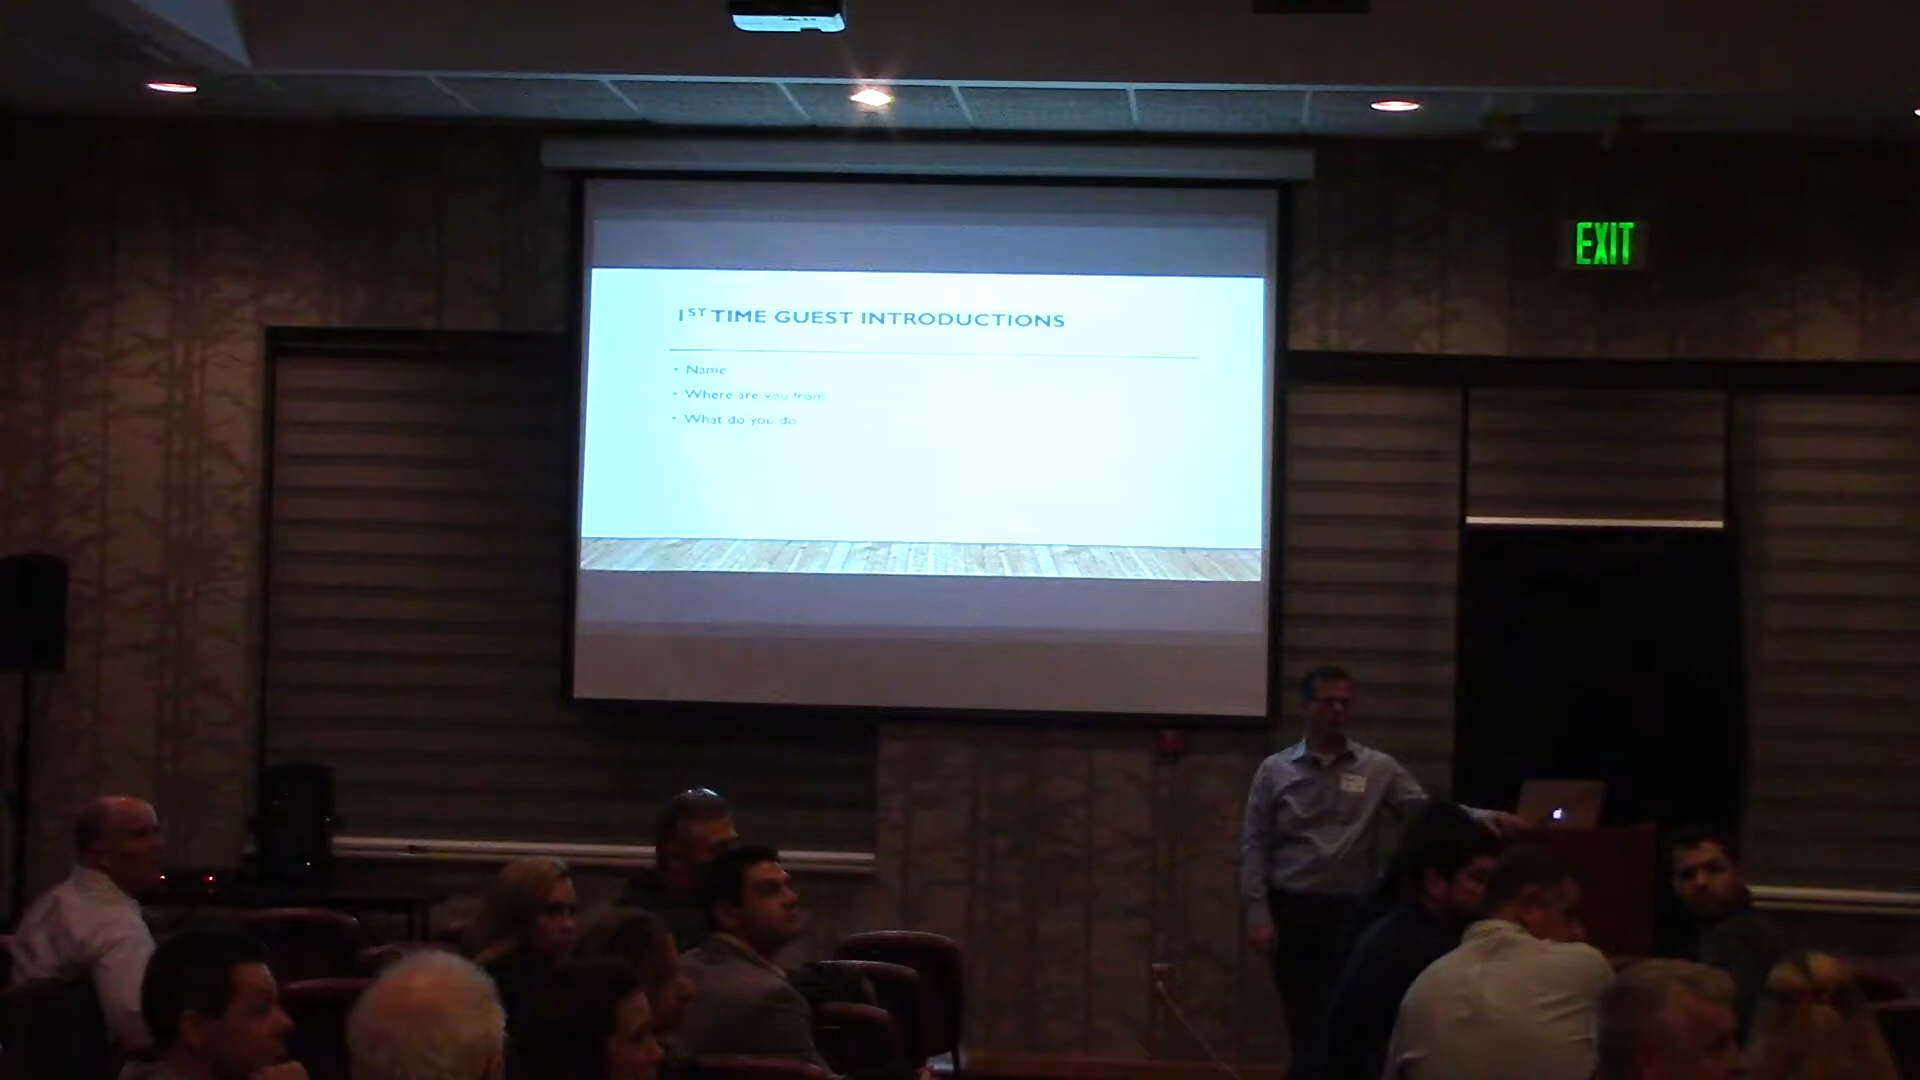 EXIT
1ST TIME GUEST INTRODUCTIONS
• Name
• Where are you from
• What do you do